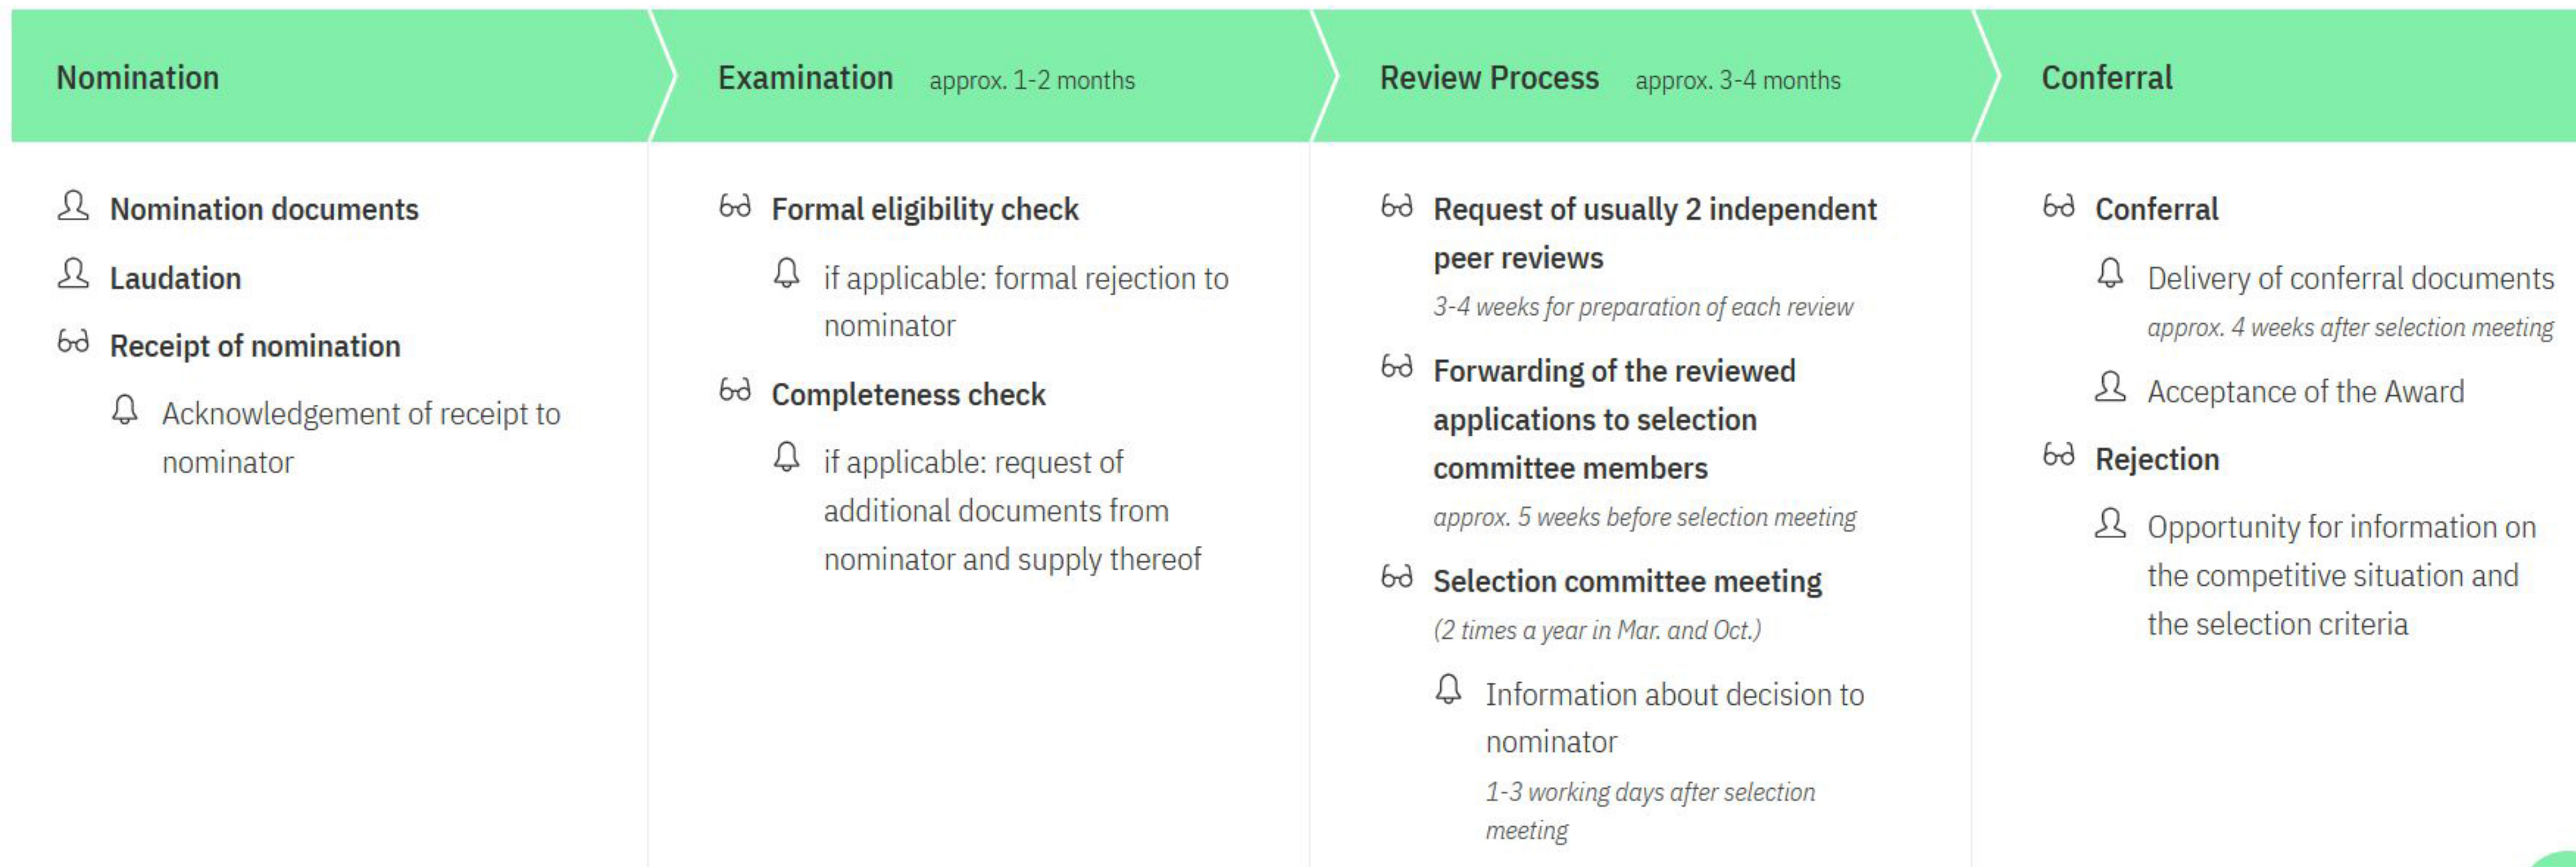 Nomination
Nomination documents
Laudation
Receipt of nomination
Acknowledgement of receipt to
nominator
Examination approx. 1-2 months
Formal eligibility check
if applicable: formal rejection to
nominator
Completeness check
if applicable: request of
additional documents from
nominator and supply thereof
Review Process approx. 3-4 months
Request of usually 2 independent
peer reviews
3-4 weeks for preparation of each review
Forwarding of the reviewed
applications to selection
committee members
approx. 5 weeks before selection meeting
Selection committee meeting
(2 times a year in Mar. and Oct.)
Information about decision to
nominator
1-3 working days after selection
meeting
Conferral
Conferral
Delivery of conferral documents
approx. 4 weeks after selection meeting
Acceptance of the Award
Rejection
Opportunity for information on
the competitive situation and
the selection criteria